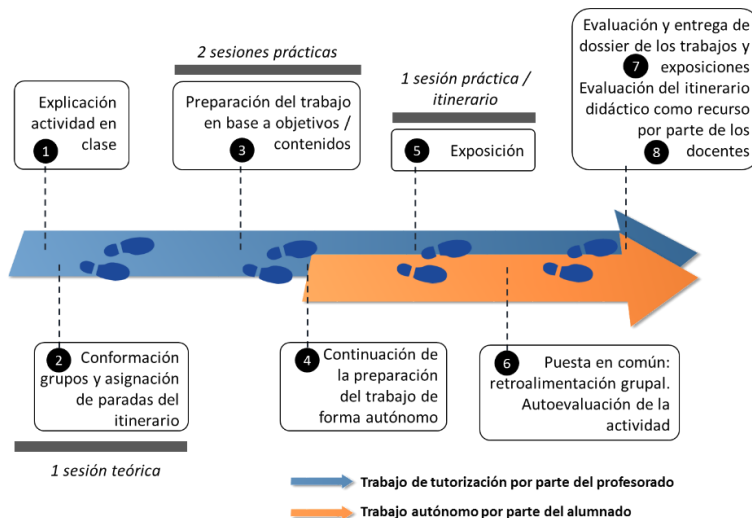 2 sesiones prácticas
Explicación
actividad en
clase
1
Preparación del trabajo
en base a objetivos /
contenidos
3
1 sesión práctica /
itinerario
5 Exposición
Evaluación y entrega de
dossier de los trabajos y
7 exposiciones
Evaluación del itinerario
didáctico como recurso
por parte de los
8 docentes
2 Conformación
grupos y asignación
de paradas del
itinerario
1 sesión teórica
4 Continuación de
la preparación
del trabajo de
forma autónomo
6 Puesta en común:
retroalimentación grupal.
Autoevaluación de la
actividad
Trabajo de tutorización por parte del profesorado
Trabajo autónomo por parte del alumnado